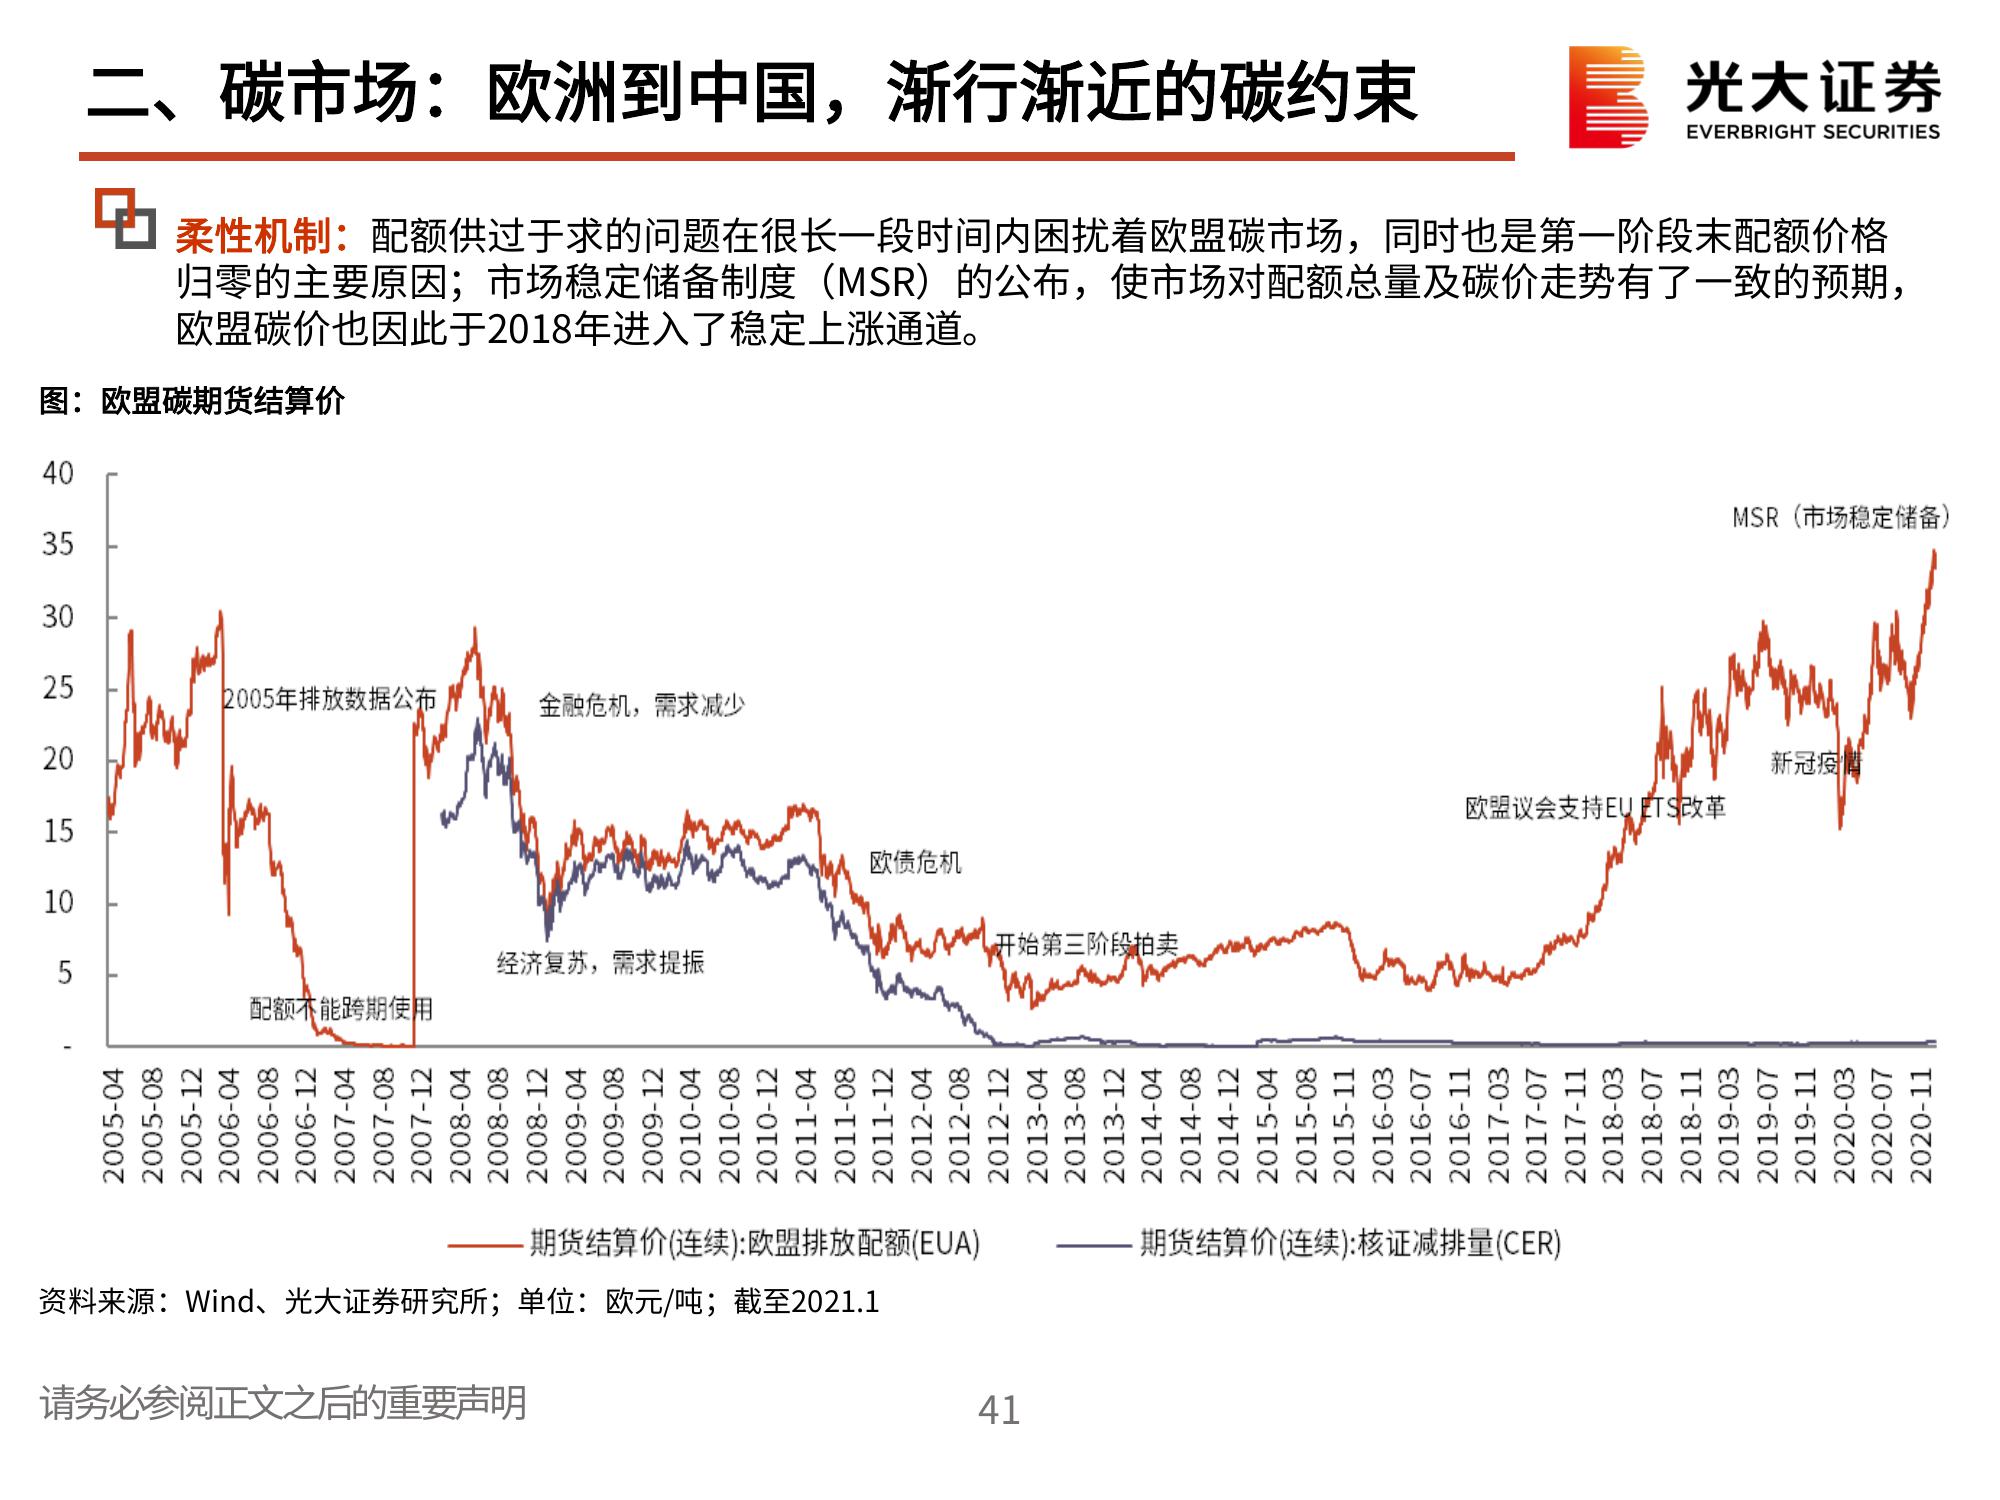 二、碳市场：欧洲到中国，渐行渐近的碳约束
光大证券
EVERBRIGHT SECURITIES
柔性机制：配额供过于求的问题在很长一段时间内困扰着欧盟碳市场，同时也是第一阶段末配额价格
归零的主要原因；市场稳定储备制度（MSR）的公布，使市场对配额总量及碳价走势有了一致的预期，
欧盟碳价也因此于2018年进入了稳定上涨通道。
图：欧盟碳期货结算价
40
35
30
25
20
15
10
5
-
MSR（市场稳定储备）
2005年排放数据公布
金融危机，需求减少
新冠疫情
欧盟议会支持EU ETS改革
欧债危机
开始第三阶段拍卖
经济复苏，需求提振
配额不能跨期使用
2005-04
2005-08
2005-12
2006-04
2006-08
2006-12
2007-04
2007-08
2007-12
2008-04
2008-08
2008-12
2009-04
2009-08
2009-12
2010-04
2010-08
2010-12
2011-04
2011-08
2011-12
2012-04
2012-08
2012-12
2013-04
2013-08
2013-12
2014-04
2014-08
2014-12
2015-04
2015-08
2015-11
2016-03
2016-07
2016-11
2017-03
2017-07
2017-11
2018-03
2018-07
2018-11
2019-03
2019-07
2019-11
2020-03
2020-07
2020-11
期货结算价(连续):欧盟排放配额(EUA)
期货结算价(连续):核证减排量(CER)
资料来源：Wind、光大证券研究所；单位：欧元/吨；截至2021.1
请务必参阅正文之后的重要声明
41